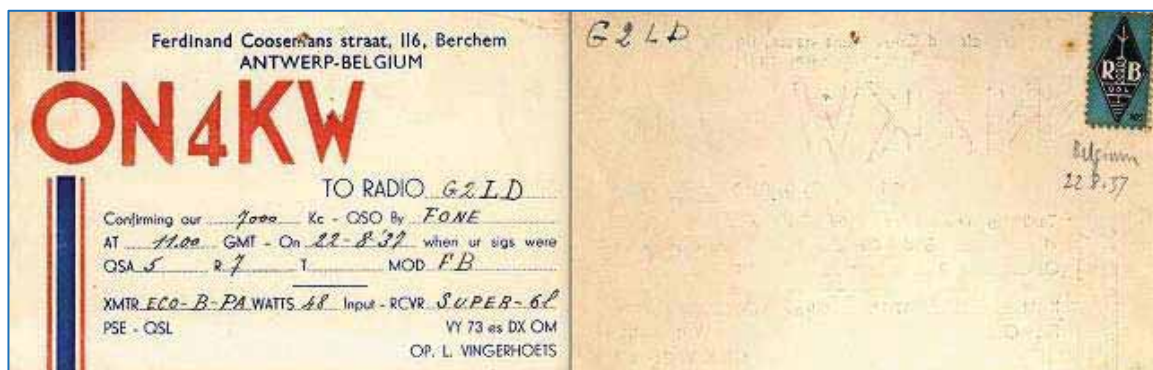 Ferdinand Coosemans straat, 116, Berchem
ANTWERP-BELGIUM
ON4KW
TO RADIO G2LD
Confirming our 7000 Kc - QSO By FONE
AT 11.00 GMT - On 22-8'37 when ur sigs were
QSA 5 R 7 T MOD FB
XMTR ECO-B-PA WATTS 48 Input - RCVR SUPER-6l
PSE - QSL VY 73 es DX OM
OP. L. VINGERHOETS
G2LD
R B
Belgium
22.8.37